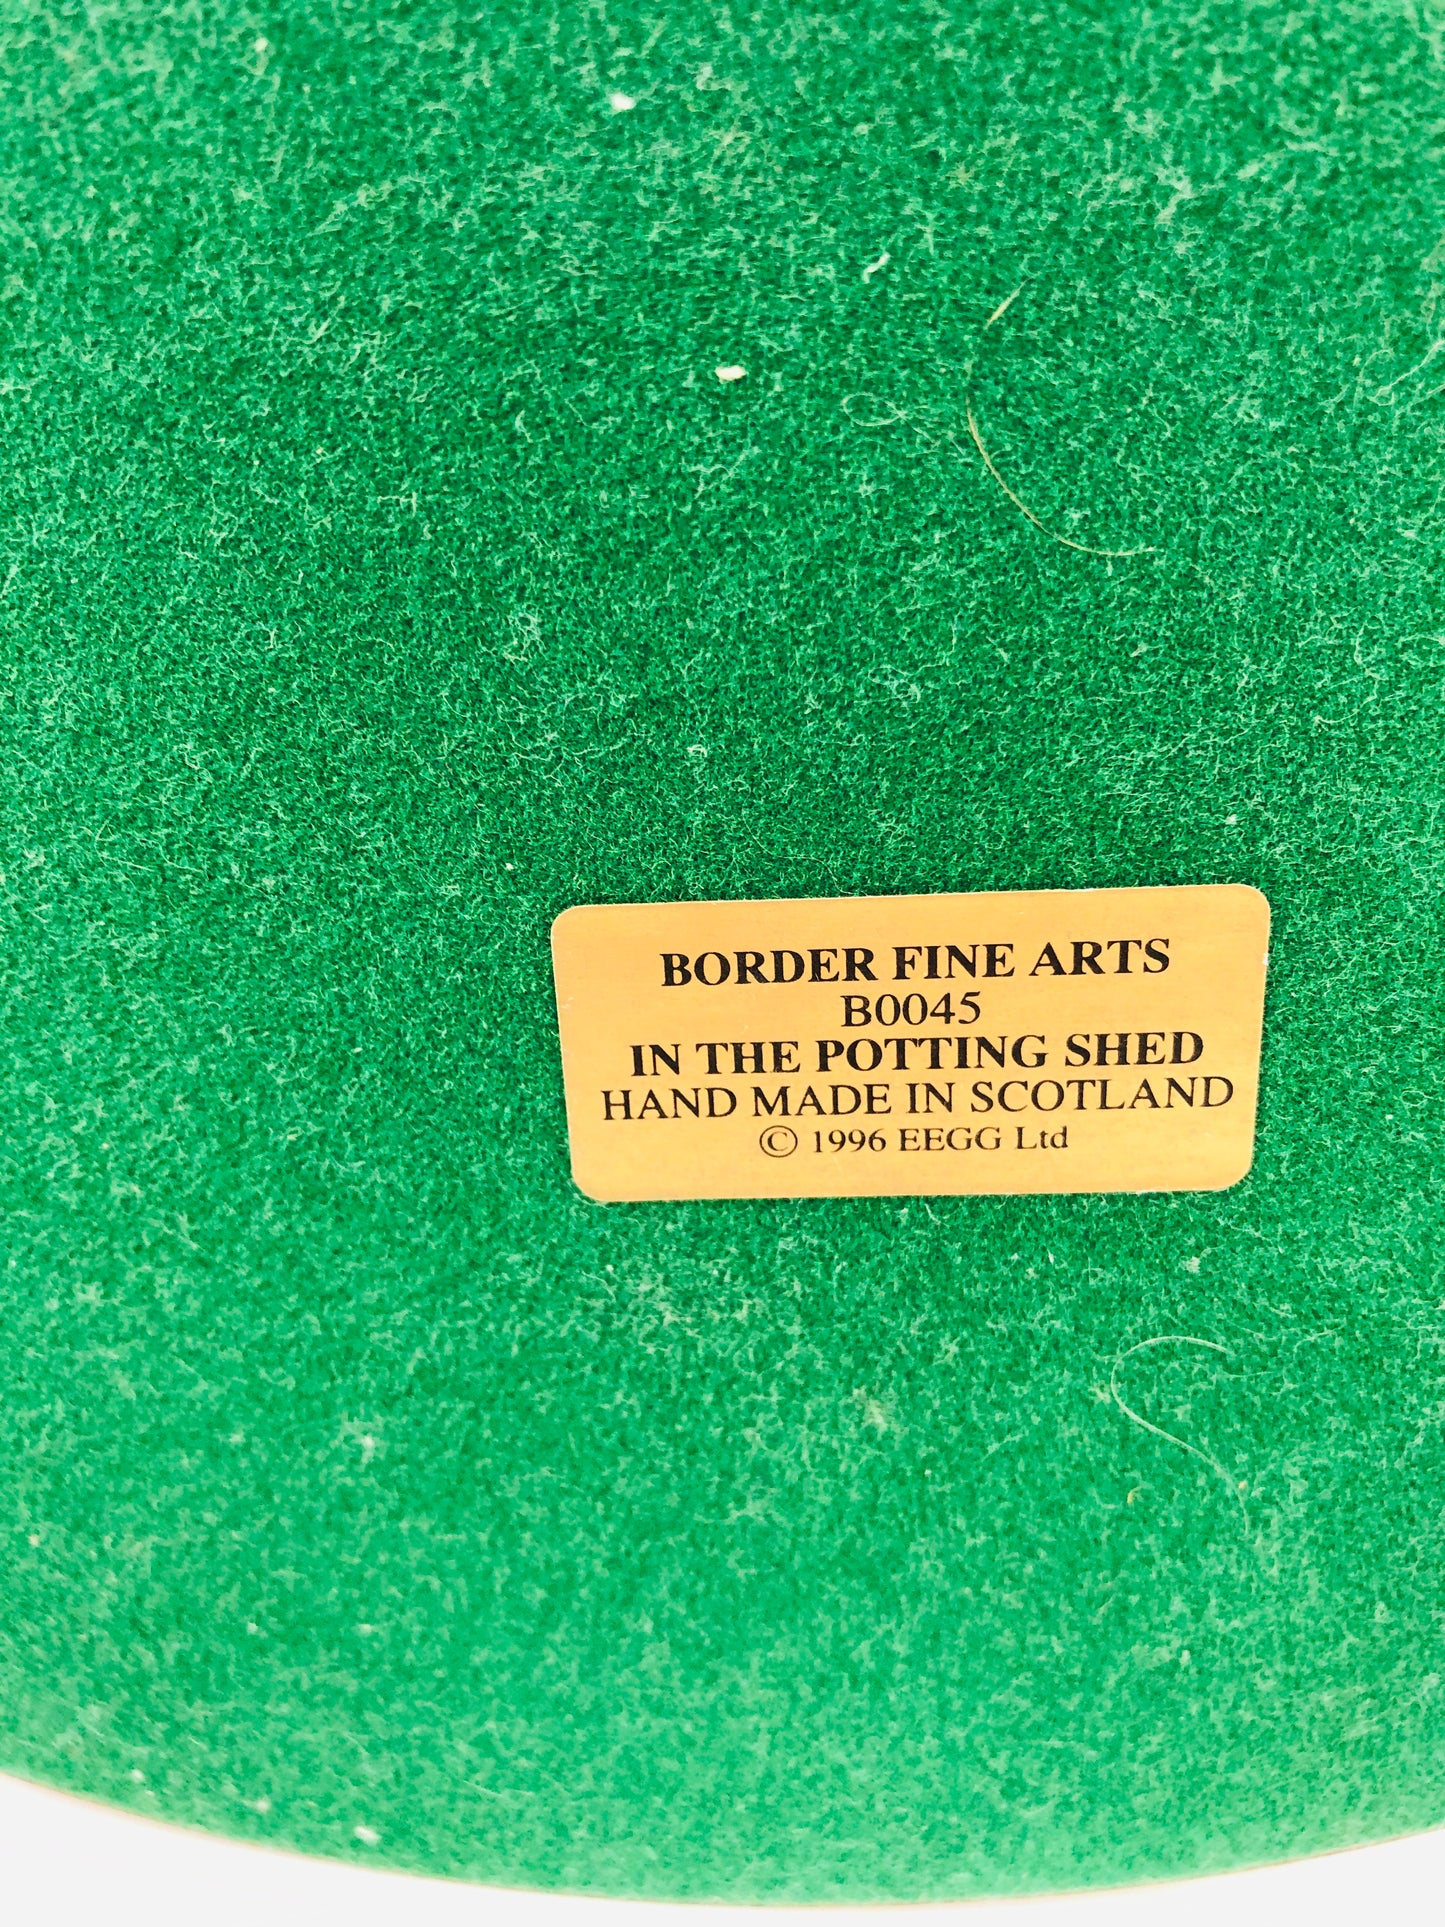 BORDER FINE ARTS
B0045
IN THE POTTING SHED
HAND MADE IN SCOTLAND
© 1996 EEGG Ltd